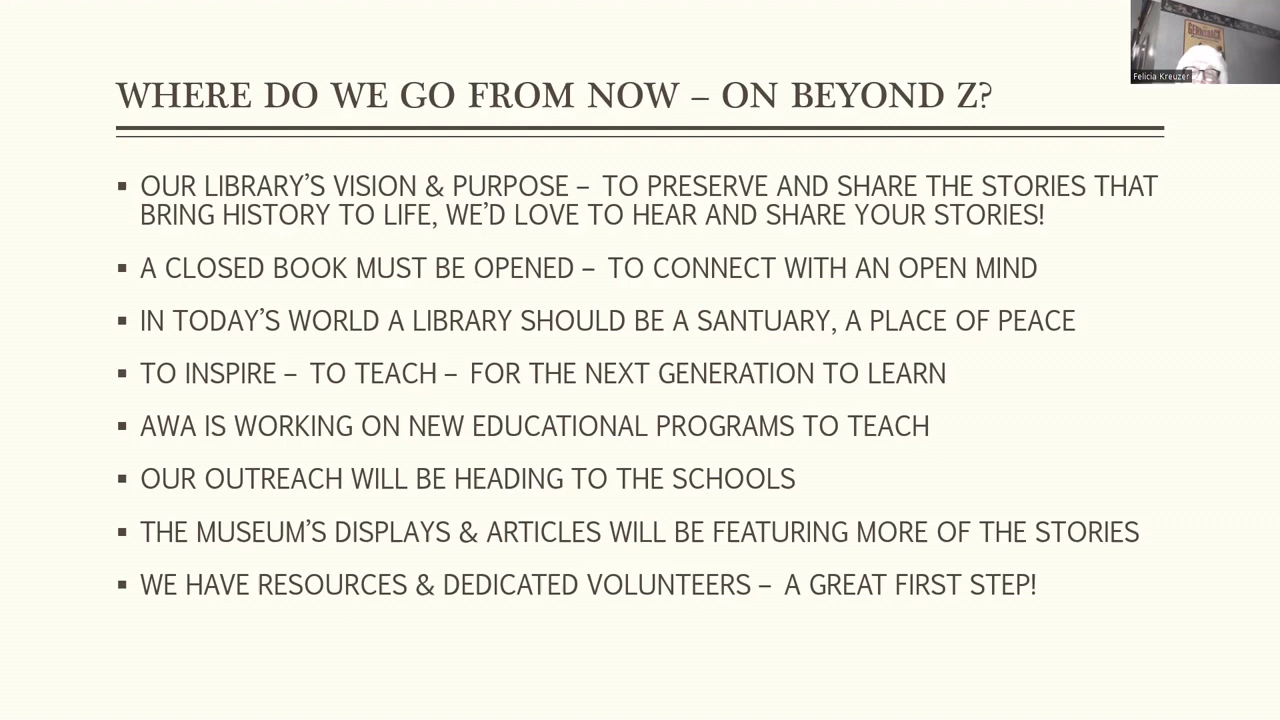 WHERE DO WE GO FROM NOW – ON BEYOND Z?
▪ OUR LIBRARY’S VISION & PURPOSE – TO PRESERVE AND SHARE THE STORIES THAT
BRING HISTORY TO LIFE, WE’D LOVE TO HEAR AND SHARE YOUR STORIES!
▪ A CLOSED BOOK MUST BE OPENED – TO CONNECT WITH AN OPEN MIND
▪ IN TODAY’S WORLD A LIBRARY SHOULD BE A SANTUARY, A PLACE OF PEACE
▪ TO INSPIRE – TO TEACH – FOR THE NEXT GENERATION TO LEARN
▪ AWA IS WORKING ON NEW EDUCATIONAL PROGRAMS TO TEACH
▪ OUR OUTREACH WILL BE HEADING TO THE SCHOOLS
▪ THE MUSEUM’S DISPLAYS & ARTICLES WILL BE FEATURING MORE OF THE STORIES
▪ WE HAVE RESOURCES & DEDICATED VOLUNTEERS – A GREAT FIRST STEP!
Felicia Kreuzer